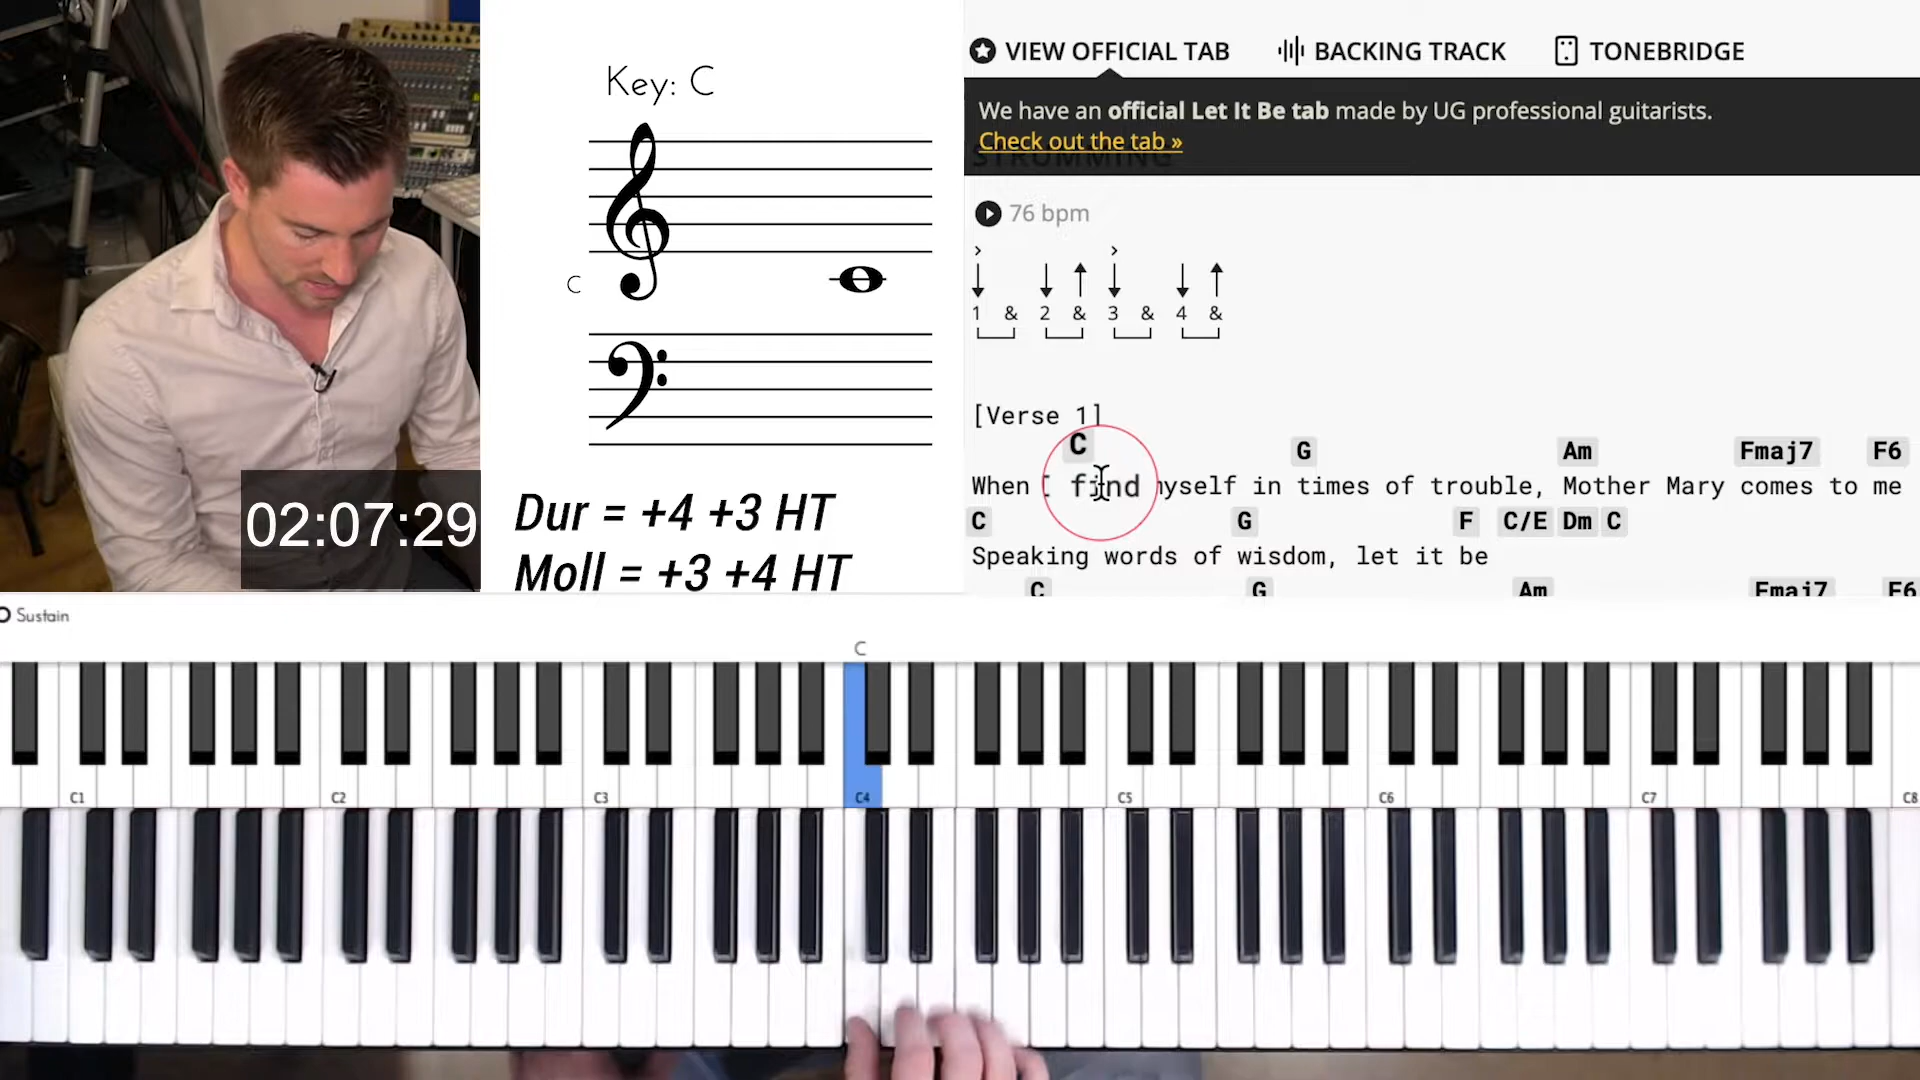 Key: C
C
02:07:29
Dur = +4 +3 HT
Moll = +3 +4 HT
VIEW OFFICIAL TAB BACKING TRACK TONEBRIDGE
We have an official Let It Be tab made by UG professional guitarists.
Check out the tab »
STRUMMING
76 bpm
1 & 2 & 3 & 4 &
[Verse 1]
C G Am Fmaj7 F6
When I find myself in times of trouble, Mother Mary comes to me
C G F C/E Dm C
Speaking words of wisdom, let it be
C G Am Fmaj7 F6
Sustain
C
C1 C2 C3 C4 C5 C6 C7 C8